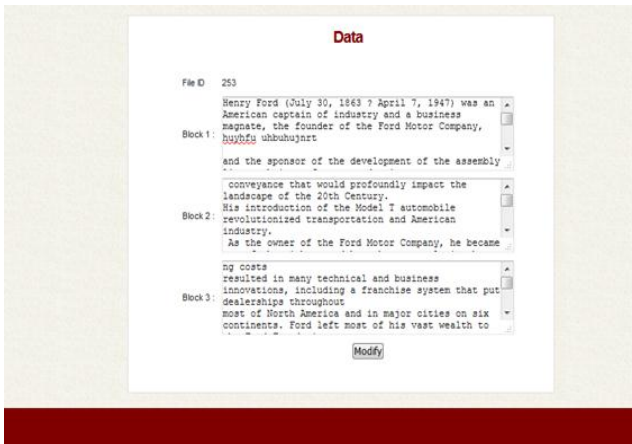 Data
File ID 253
Block 1 :
Henry Ford (July 30, 1863 ? April 7, 1947) was an
American captain of industry and a business
magnate, the founder of the Ford Motor Company,
huyhfu uhbuhujnrt
and the sponsor of the development of the assembly
Block 2 :
conveyance that would profoundly impact the
landscape of the 20th Century.
His introduction of the Model T automobile
revolutionized transportation and American
industry.
As the owner of the Ford Motor Company, he became
Block 3 :
ng costs
resulted in many technical and business
innovations, including a franchise system that put
dealerships throughout
most of North America and in major cities on six
continents. Ford left most of his vast wealth to
Modify